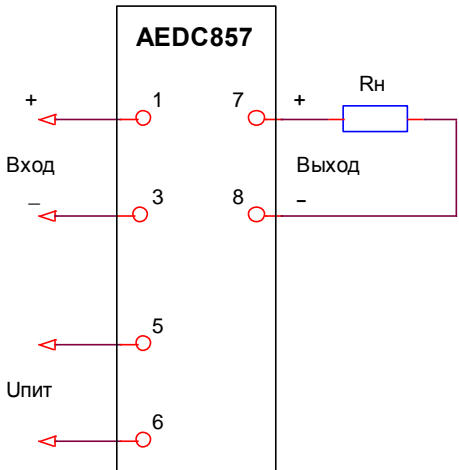 AEDC857
+ 1 7 + Rн
Вход Выход
– 3 8 –
5
Uпит
6